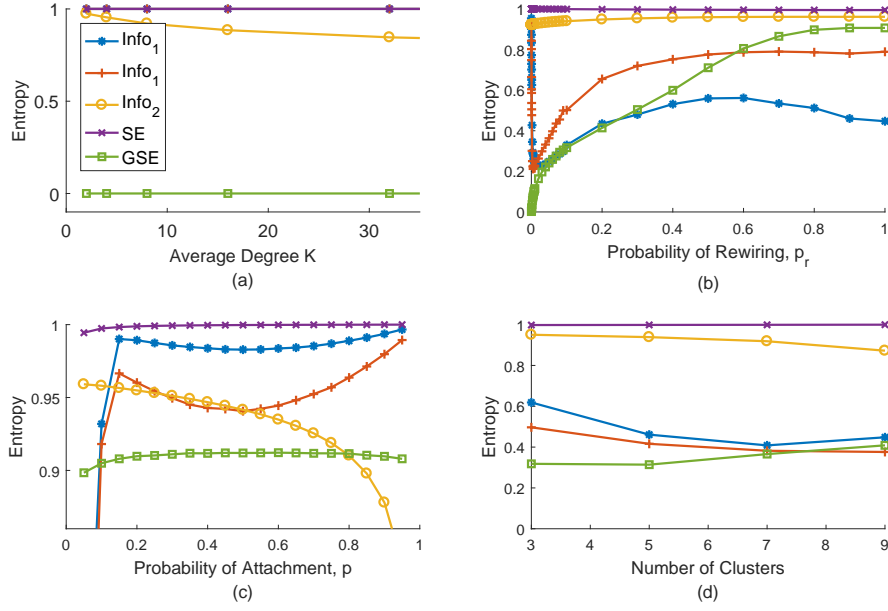 Entropy
1
0.5
0
0
10
20
30
Average Degree K
(a)
Info1
Info1
Info2
SE
GSE
Entropy
1
0.8
0.6
0.4
0.2
0
0
0.2
0.4
0.6
0.8
1
Probability of Rewiring, pr
(b)
Entropy
1
0.95
0.9
0
0.2
0.4
0.6
0.8
1
Probability of Attachment, p
(c)
Entropy
1
0.8
0.6
0.4
0.2
0
3
4
5
6
7
8
9
Number of Clusters
(d)